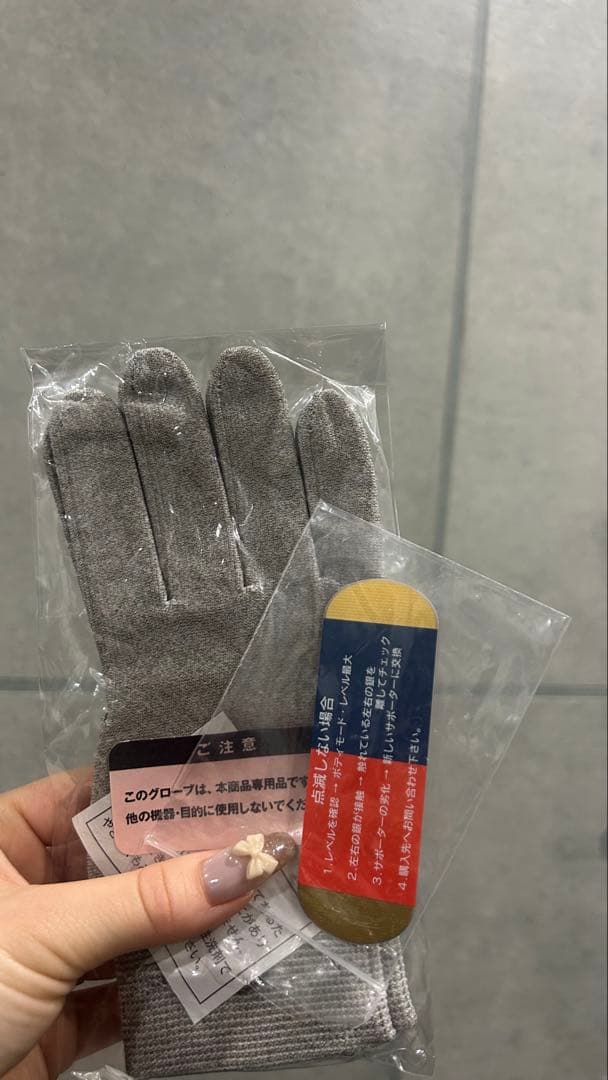 ご注意
このグローブは、本商品専用品です
他の機器・目的に使用しないでくだ
点滅しない場合
1.レベルを確認 → ボディモード・レベル最大
2.左右の銀が接触 → 触れている左右の銀を
離してチェック
3.サポーターの劣化 → 新しいサポーターに交換
4.購入先へお問い合わせ下さい。